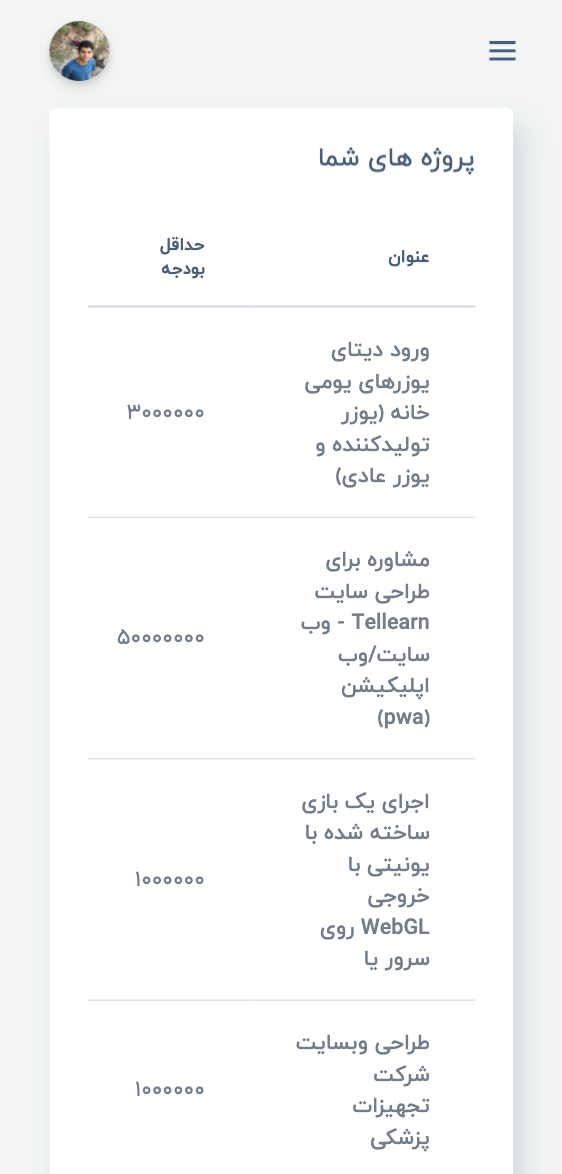 پروژه های شما
عنوان
حداقل
بودجه
ورود دیتای
یوزرهای یومی
خانه (یوزر
تولیدکننده و
یوزر عادی)
۳۰۰۰۰۰۰
مشاوره برای
طراحی سایت
Tellearn - وب
سایت/وب
اپلیکیشن
(pwa)
۵۰۰۰۰۰۰۰
اجرای یک بازی
ساخته شده با
یونیتی با
خروجی
WebGL روی
سرور یا
۱۰۰۰۰۰۰
طراحی وبسایت
شرکت
تجهیزات
پزشکی
۱۰۰۰۰۰۰